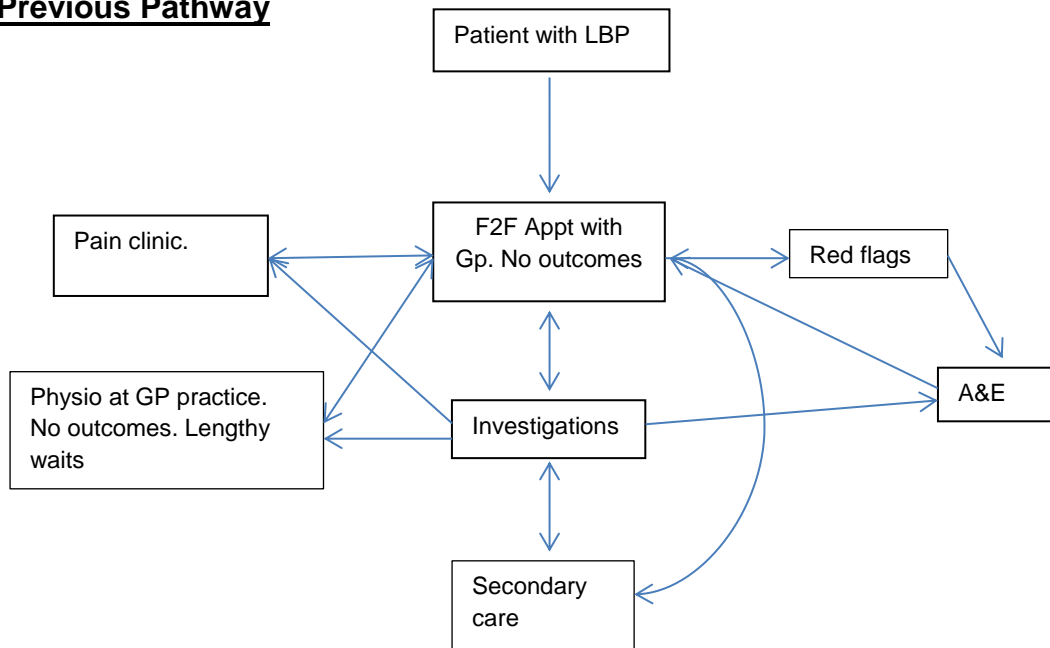 Previous Pathway
Patient with LBP
F2F Appt with
Gp. No outcomes
Pain clinic.
Red flags
Physio at GP practice.
No outcomes. Lengthy
waits
Investigations
A&E
Secondary
care